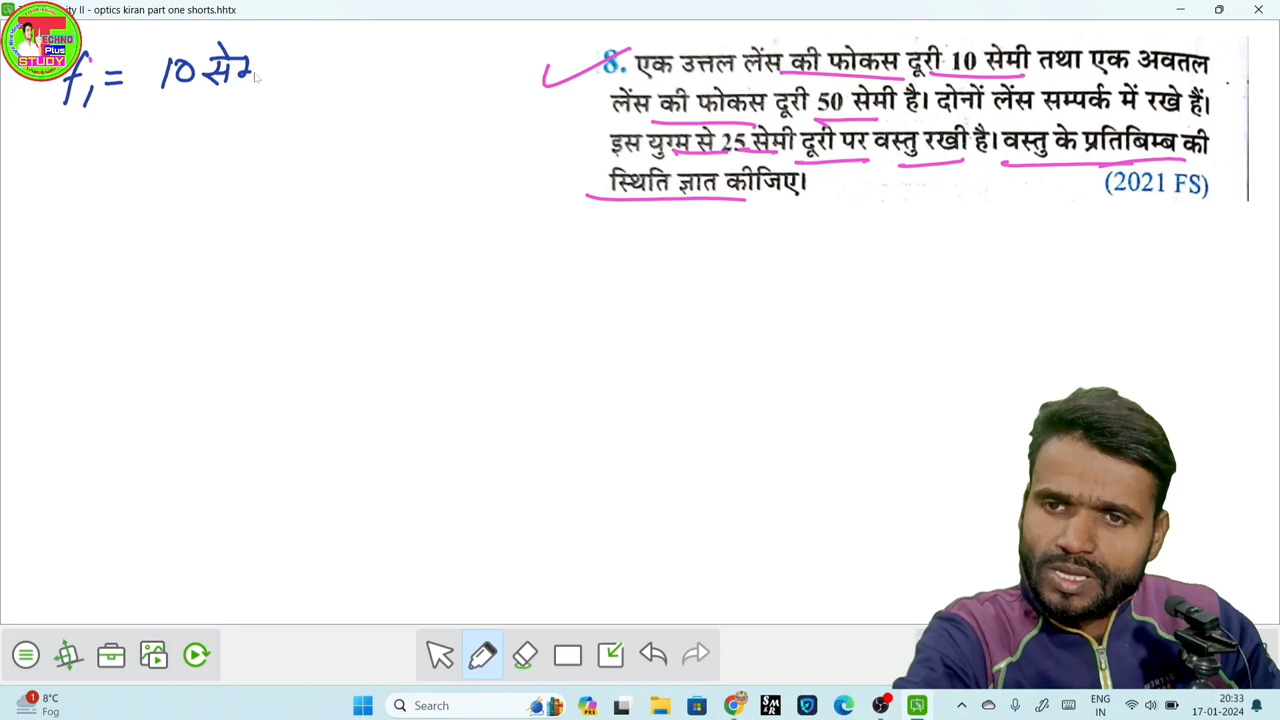 optics kiran part one shorts.hhtx
TECHNO
Plus
STUDY
f₁ = 10 सेमी
8. एक उत्तल लेंस की फोकस दूरी 10 सेमी तथा एक अवतल
लेंस की फोकस दूरी 50 सेमी है। दोनों लेंस सम्पर्क में रखे हैं।
इस युग्म से 25 सेमी दूरी पर वस्तु रखी है। वस्तु के प्रतिबिम्ब की
स्थिति ज्ञात कीजिए।
(2021 FS)
1
8°C
Fog
Search
PRE
ENG
IN
20:33
17-01-2024